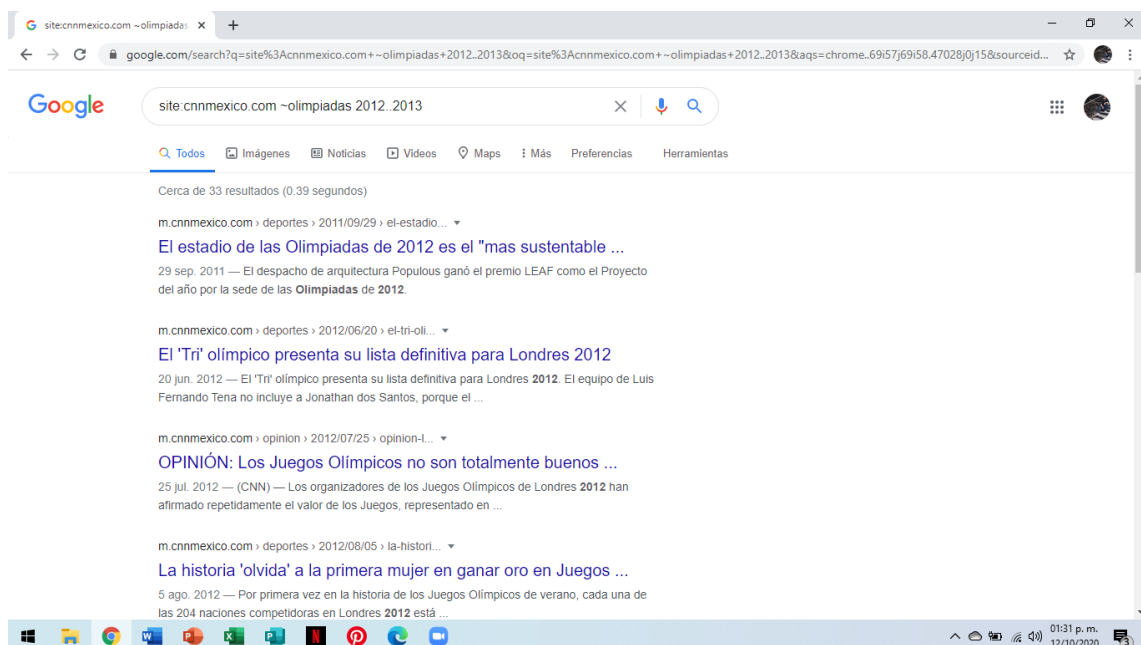 site:cnnmexico.com ~olimpiadas
google.com/search?q=site%3Acnnmexico.com+~olimpiadas+2012..2013&oq=site%3Acnnmexico.com+~olimpiadas+2012..2013&aqs=chrome..69i57j69i58.47028j0j15&sourceid...
Google
site:cnnmexico.com ~olimpiadas 2012..2013
Todos Imágenes Noticias Videos Maps Más Preferencias Herramientas
Cerca de 33 resultados (0.39 segundos)
m.cnnmexico.com › deportes › 2011/09/29 › el-estadio...
El estadio de las Olimpiadas de 2012 es el "mas sustentable ...
29 sep. 2011 — El despacho de arquitectura Populous ganó el premio LEAF como el Proyecto
del año por la sede de las Olimpiadas de 2012.
m.cnnmexico.com › deportes › 2012/06/20 › el-tri-oli...
El 'Tri' olímpico presenta su lista definitiva para Londres 2012
20 jun. 2012 — El 'Tri' olímpico presenta su lista definitiva para Londres 2012. El equipo de Luis
Fernando Tena no incluye a Jonathan dos Santos, porque el ...
m.cnnmexico.com › opinion › 2012/07/25 › opinion-l...
OPINIÓN: Los Juegos Olímpicos no son totalmente buenos ...
25 jul. 2012 — (CNN) — Los organizadores de los Juegos Olímpicos de Londres 2012 han
afirmado repetidamente el valor de los Juegos, representado en ...
m.cnnmexico.com › deportes › 2012/08/05 › la-histori...
La historia 'olvida' a la primera mujer en ganar oro en Juegos ...
5 ago. 2012 — Por primera vez en la historia de los Juegos Olímpicos de verano, cada una de
las 204 naciones competidoras en Londres 2012 está ...
01:31 p. m.
12/10/2020